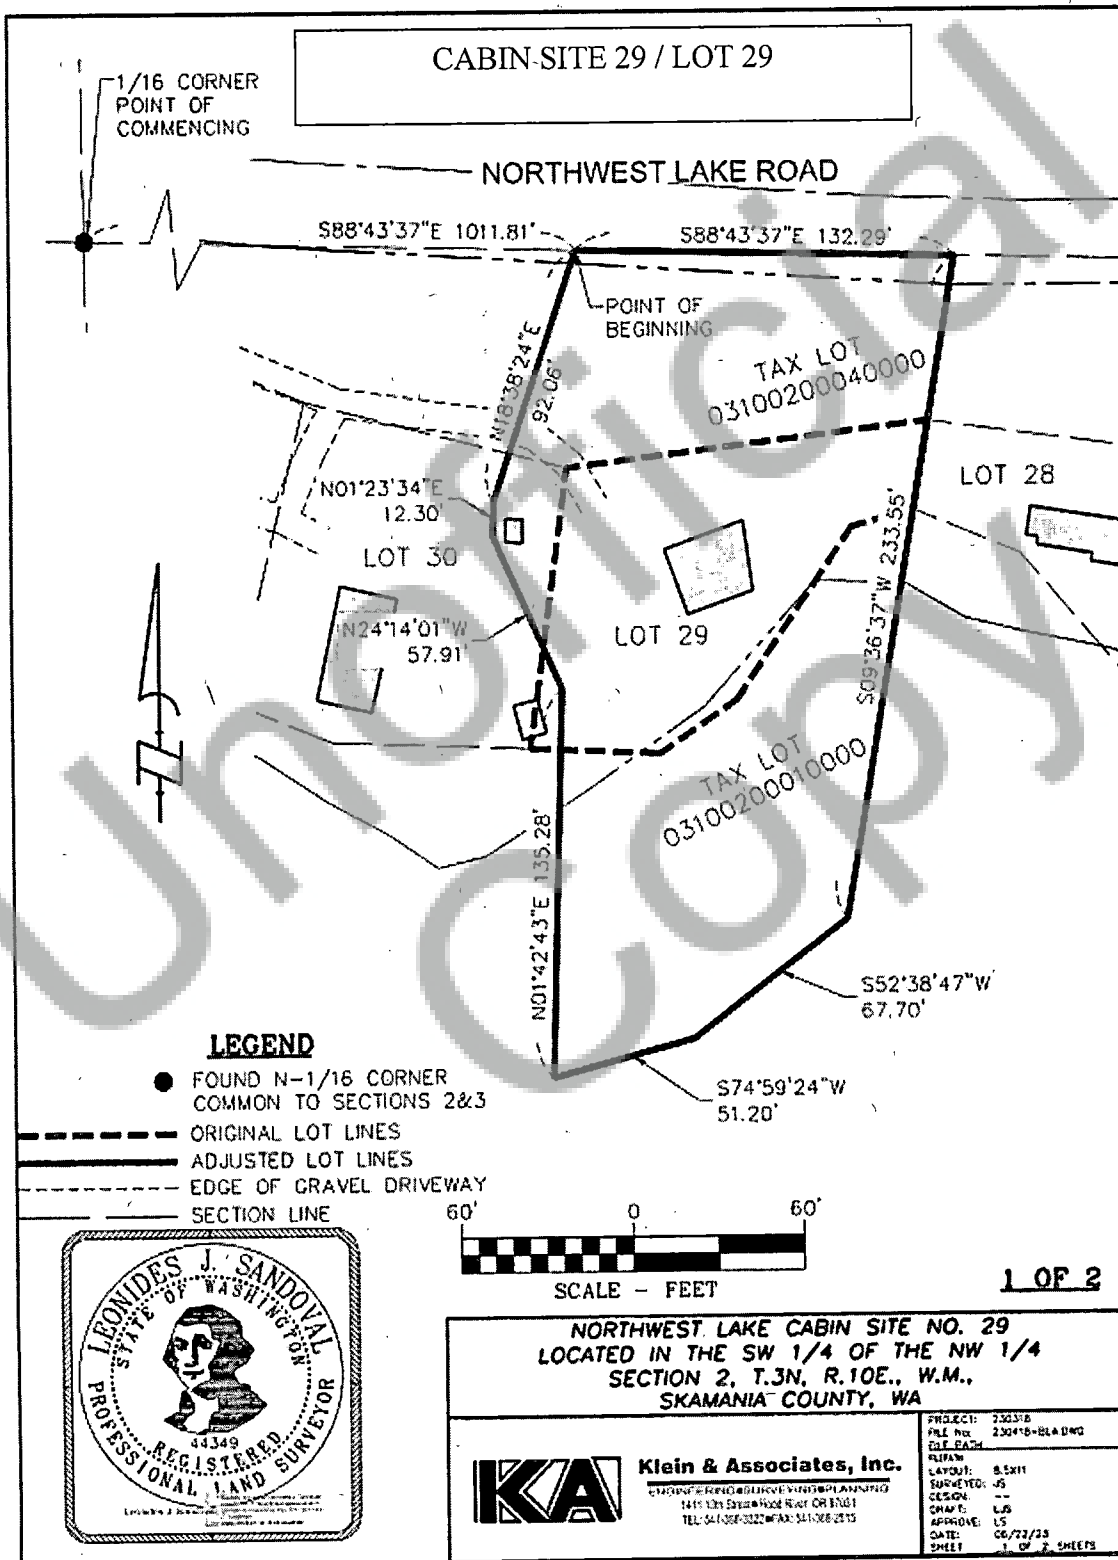 CABIN SITE 29 / LOT 29
1/16 CORNER
POINT OF
COMMENCING
NORTHWEST LAKE ROAD
S88°43'37"E 1011.81'
S88°43'37"E 132.29'
POINT OF
BEGINNING
N18°38'24"E
92.06'
TAX LOT
03100200040000
LOT 28
N01°23'34"E
12.30'
LOT 30
N24°14'01"W
57.91'
LOT 29
S09°36'37"W 233.55'
TAX LOT
03100200010000
N01°42'43"E 135.28'
S52°38'47"W
67.70'
S74°59'24"W
51.20'
Unofficial
Copy
LEGEND
FOUND N-1/16 CORNER
COMMON TO SECTIONS 2&3
ORIGINAL LOT LINES
ADJUSTED LOT LINES
EDGE OF GRAVEL DRIVEWAY
SECTION LINE
60' 0 60'
SCALE - FEET
1 OF 2
LEONIDES J. SANDOVAL
STATE OF WASHINGTON
44349
REGISTERED
PROFESSIONAL LAND SURVEYOR
NORTHWEST LAKE CABIN SITE NO. 29
LOCATED IN THE SW 1/4 OF THE NW 1/4
SECTION 2, T.3N, R.10E., W.M.,
SKAMANIA COUNTY, WA
KA
Klein & Associates, Inc.
ENGINEERING SURVEYING PLANNING
PROJECT:
FILE No:
LAYOUT: 8.5X11
SURVEYED: JS
DESIGN: --
DRAFT:
APPROVE: LS
DATE:
SHEET 1 OF 2 SHEETS